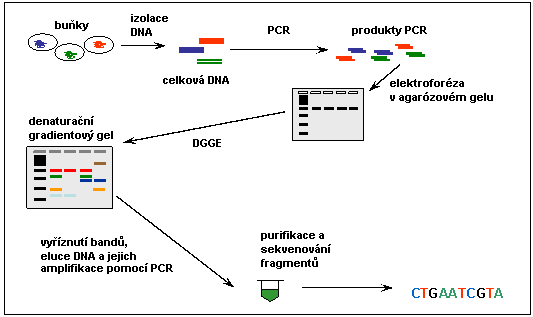 buňky
izolace
DNA
PCR
produkty PCR
celková DNA
elektroforéza
v agarózovém gelu
denaturační
gradientový gel
DGGE
vyříznutí bandů,
eluce DNA a jejich
amplifikace pomocí PCR
purifikace a
sekvenování
fragmentů
CTGAATCGTA